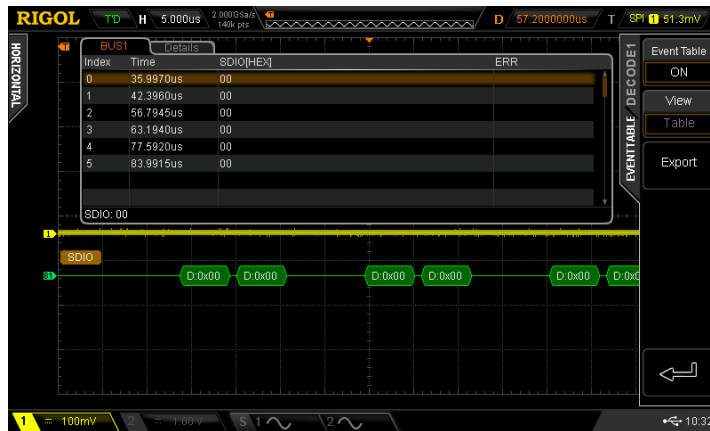 RIGOL T'D H 5.000us 2.000GSa/s 140k pts D 57.2000000us T SPI 1 51.3mV
HORIZONTAL
BUS1 Details
Index Time SDIO[HEX] ERR
0 35.9970us 00
1 42.3960us 00
2 56.7945us 00
3 63.1940us 00
4 77.5920us 00
5 83.9915us 00
SDIO: 00
EVENTTABLE DECODE1
Event Table
ON
View
Table
Export
1
SDIO
B1 D:0x00 D:0x00 D:0x00 D:0x00 D:0x00 D:0x0
1 = 100mV 2 = 1.00V S 1 2 10:32